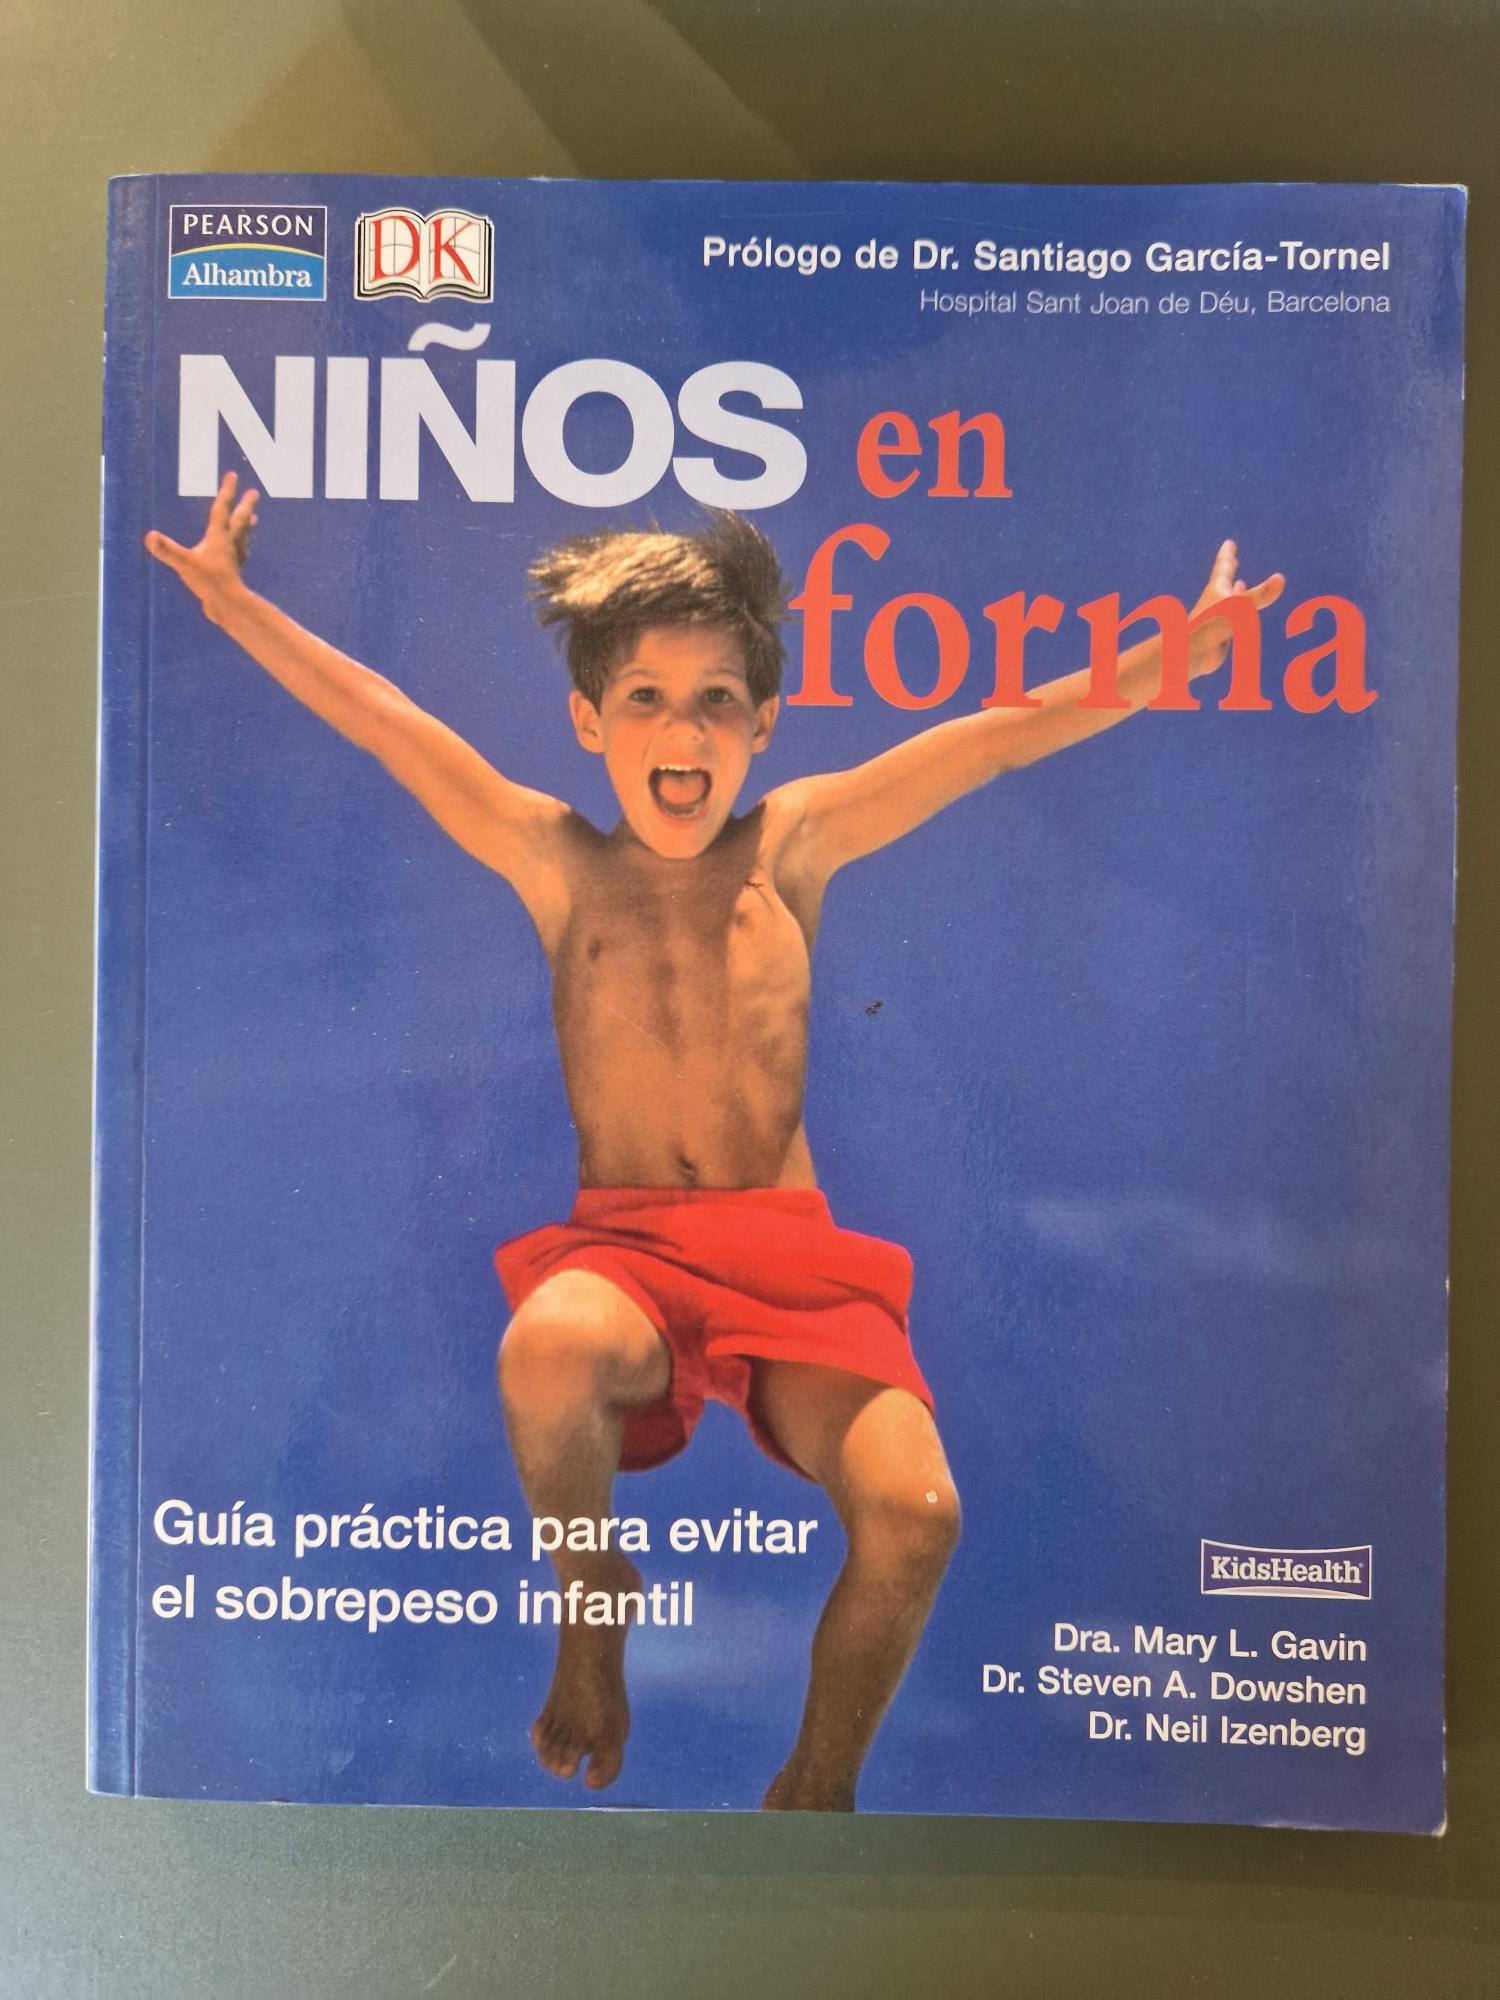 PEARSON
Alhambra
DK
Prólogo de Dr. Santiago García-Tornel
Hospital Sant Joan de Déu, Barcelona
NIÑOS en
forma
Guía práctica para evitar
el sobrepeso infantil
KidsHealth®
Dra. Mary L. Gavin
Dr. Steven A. Dowshen
Dr. Neil Izenberg